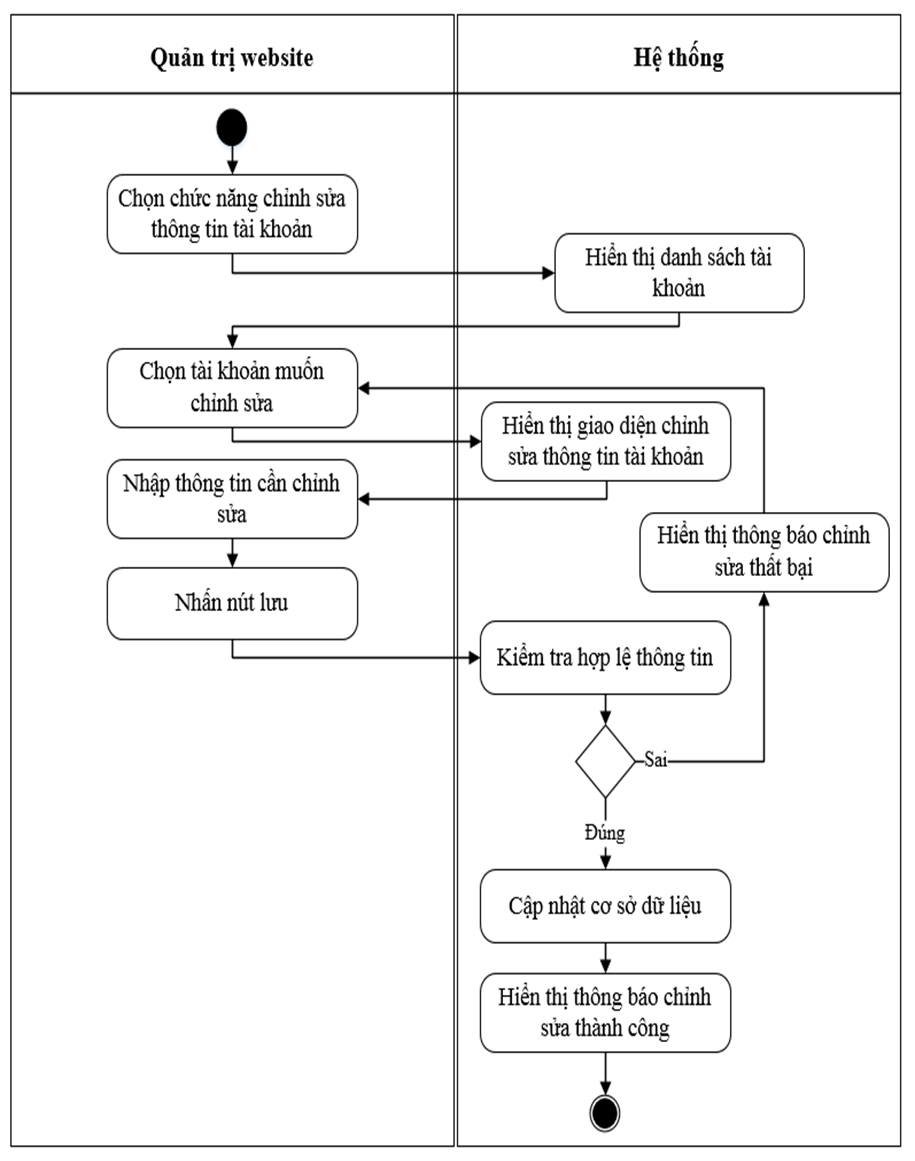 Quản trị website
Hệ thống
Chọn chức năng chỉnh sửa
thông tin tài khoản
Hiển thị danh sách tài
khoản
Chọn tài khoản muốn
chỉnh sửa
Hiển thị giao diện chỉnh
sửa thông tin tài khoản
Nhập thông tin cần chỉnh
sửa
Hiển thị thông báo chỉnh
sửa thất bại
Nhấn nút lưu
Kiểm tra hợp lệ thông tin
Sai
Đúng
Cập nhật cơ sở dữ liệu
Hiển thị thông báo chỉnh
sửa thành công